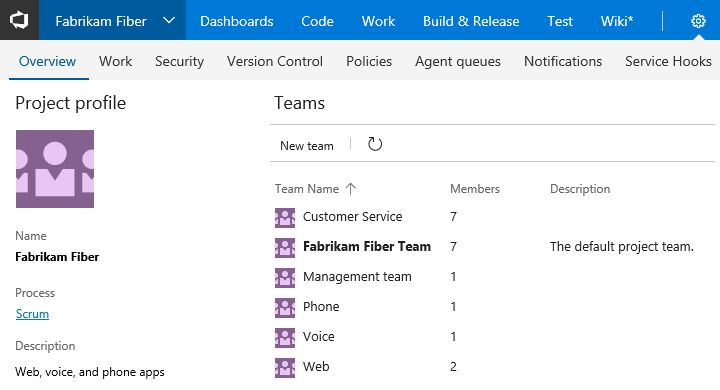 Fabrikam Fiber Dashboards Code Work Build & Release Test Wiki*
Overview Work Security Version Control Policies Agent queues Notifications Service Hooks
Project profile
Teams
New team
Team Name Members Description
Customer Service 7
Fabrikam Fiber Team 7 The default project team.
Management team 1
Phone 1
Voice 1
Web 2
Name
Fabrikam Fiber
Process
Scrum
Description
Web, voice, and phone apps